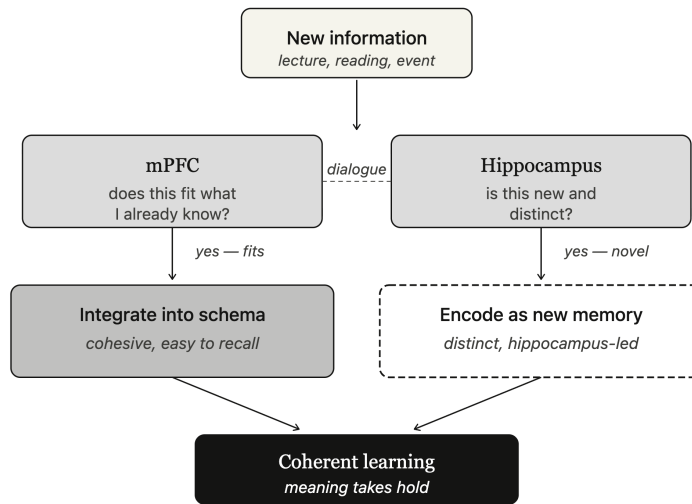 New information
lecture, reading, event
mPFC
does this fit what
I already know?
dialogue
Hippocampus
is this new and
distinct?
yes — fits
yes — novel
Integrate into schema
cohesive, easy to recall
Encode as new memory
distinct, hippocampus-led
Coherent learning
meaning takes hold